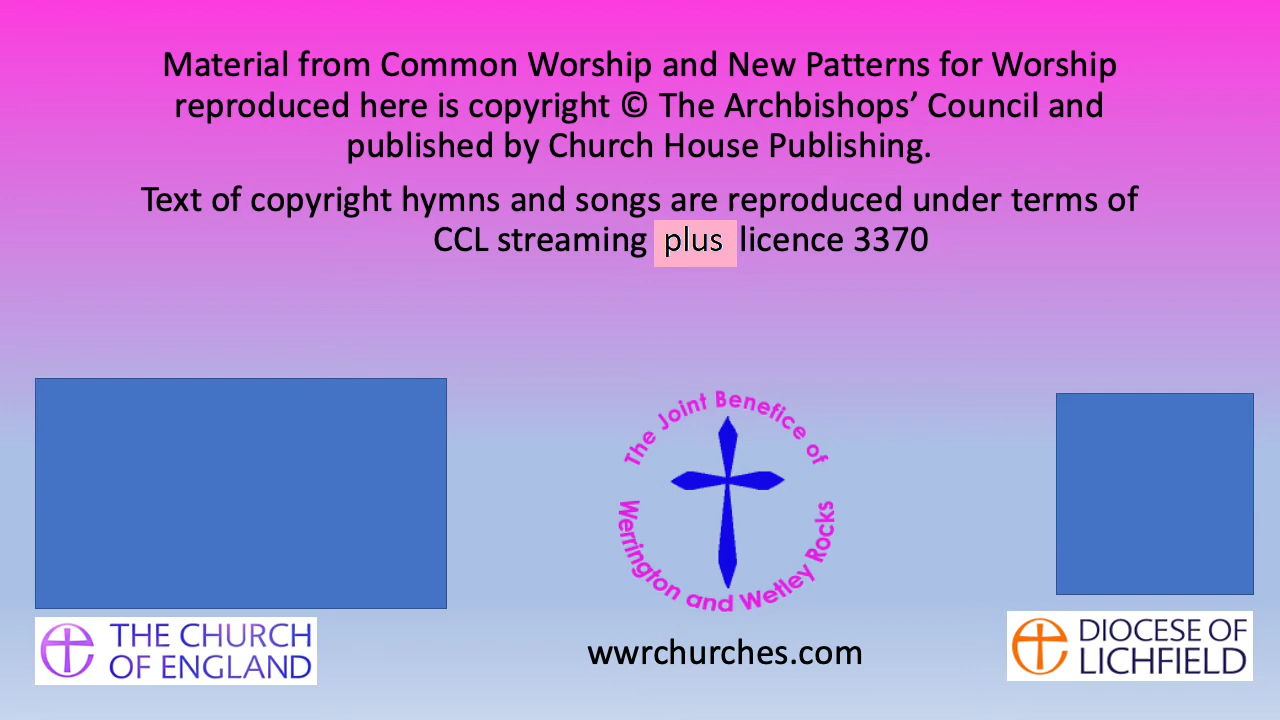 Material from Common Worship and New Patterns for Worship
reproduced here is copyright © The Archbishops’ Council and
published by Church House Publishing.
Text of copyright hymns and songs are reproduced under terms of
CCL streaming plus licence 3370
The Joint Benefice of
Werrington and Wetley Rocks
wwrchurches.com
THE CHURCH
OF ENGLAND
DIOCESE OF
LICHFIELD